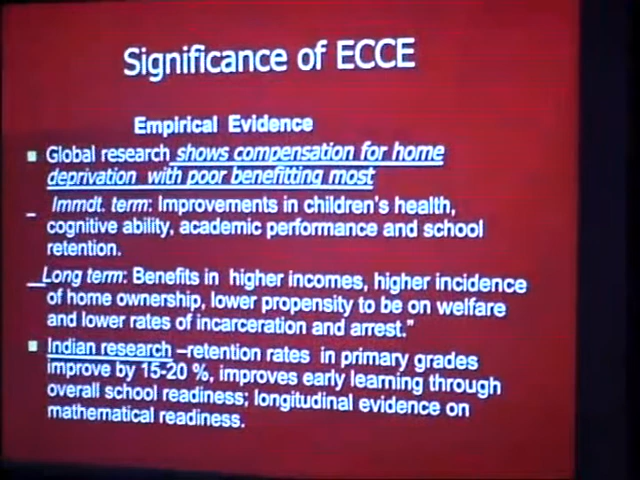 Significance of ECCE
Empirical Evidence
Global research shows compensation for home
deprivation with poor benefitting most
Immdt. term: Improvements in children's health,
cognitive ability, academic performance and school
retention.
Long term: Benefits in higher incomes, higher incidence
of home ownership, lower propensity to be on welfare
and lower rates of incarceration and arrest."
Indian research –retention rates in primary grades
improve by 15-20 %, improves early learning through
overall school readiness; longitudinal evidence on
mathematical readiness.